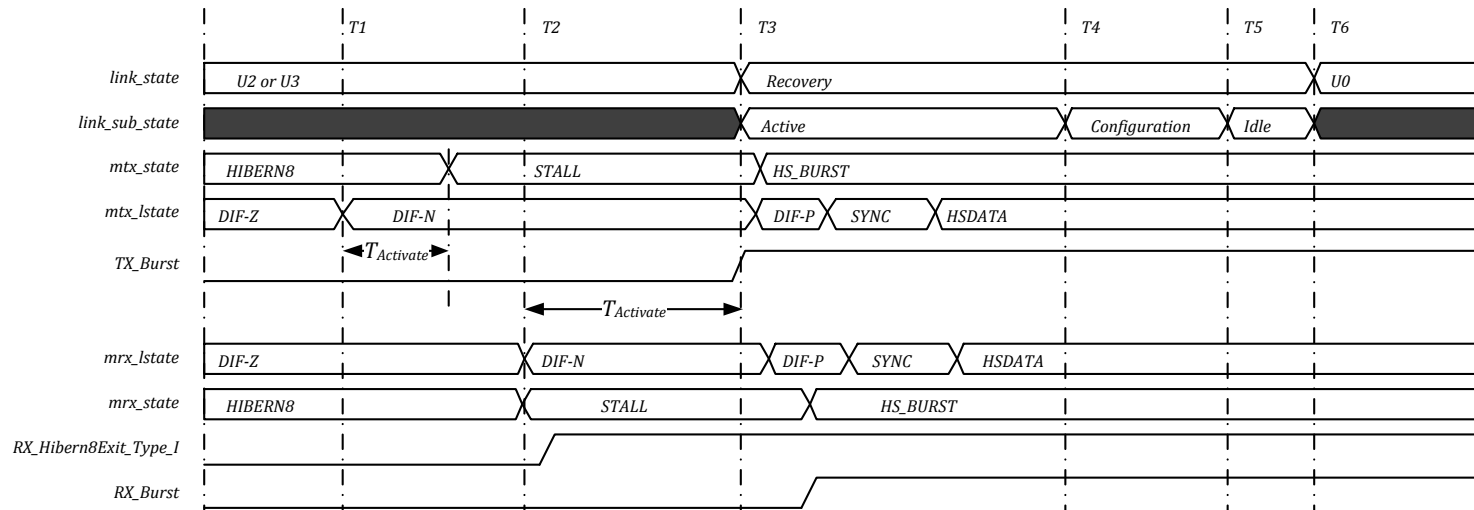 T1 T2 T3 T4 T5 T6
link_state U2 or U3 Recovery U0
link_sub_state Active Configuration Idle
mtx_state HIBERN8 STALL HS_BURST
mtx_lstate DIF-Z DIF-N DIF-P SYNC HSDATA
TActivate
TX_Burst
TActivate
mrx_lstate DIF-Z DIF-N DIF-P SYNC HSDATA
mrx_state HIBERN8 STALL HS_BURST
RX_Hibern8Exit_Type_I
RX_Burst